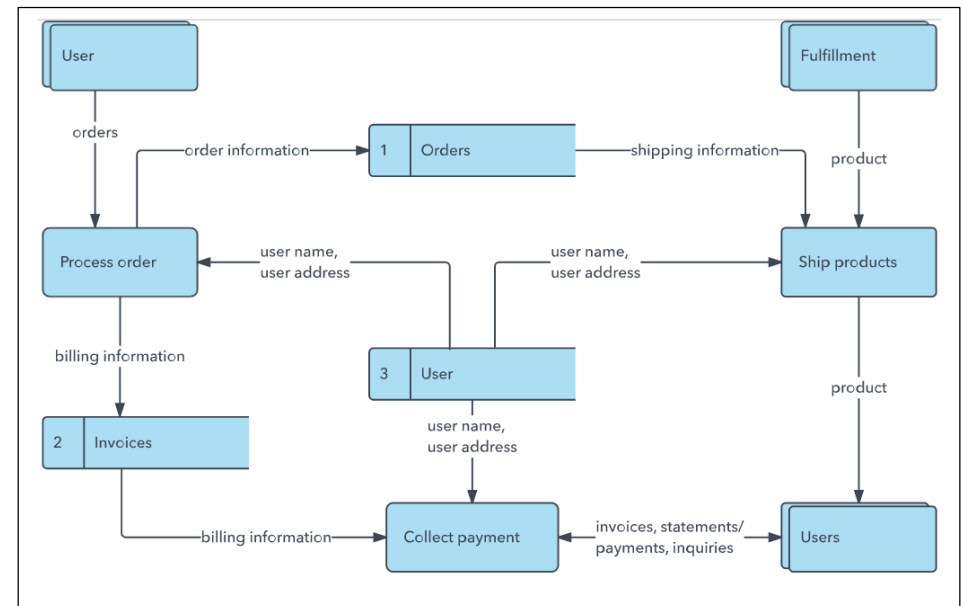 User
Fulfillment
orders
order information
1
Orders
shipping information
product
Process order
user name,
user address
user name,
user address
Ship products
billing information
3
User
product
2
Invoices
user name,
user address
billing information
Collect payment
invoices, statements/
payments, inquiries
Users